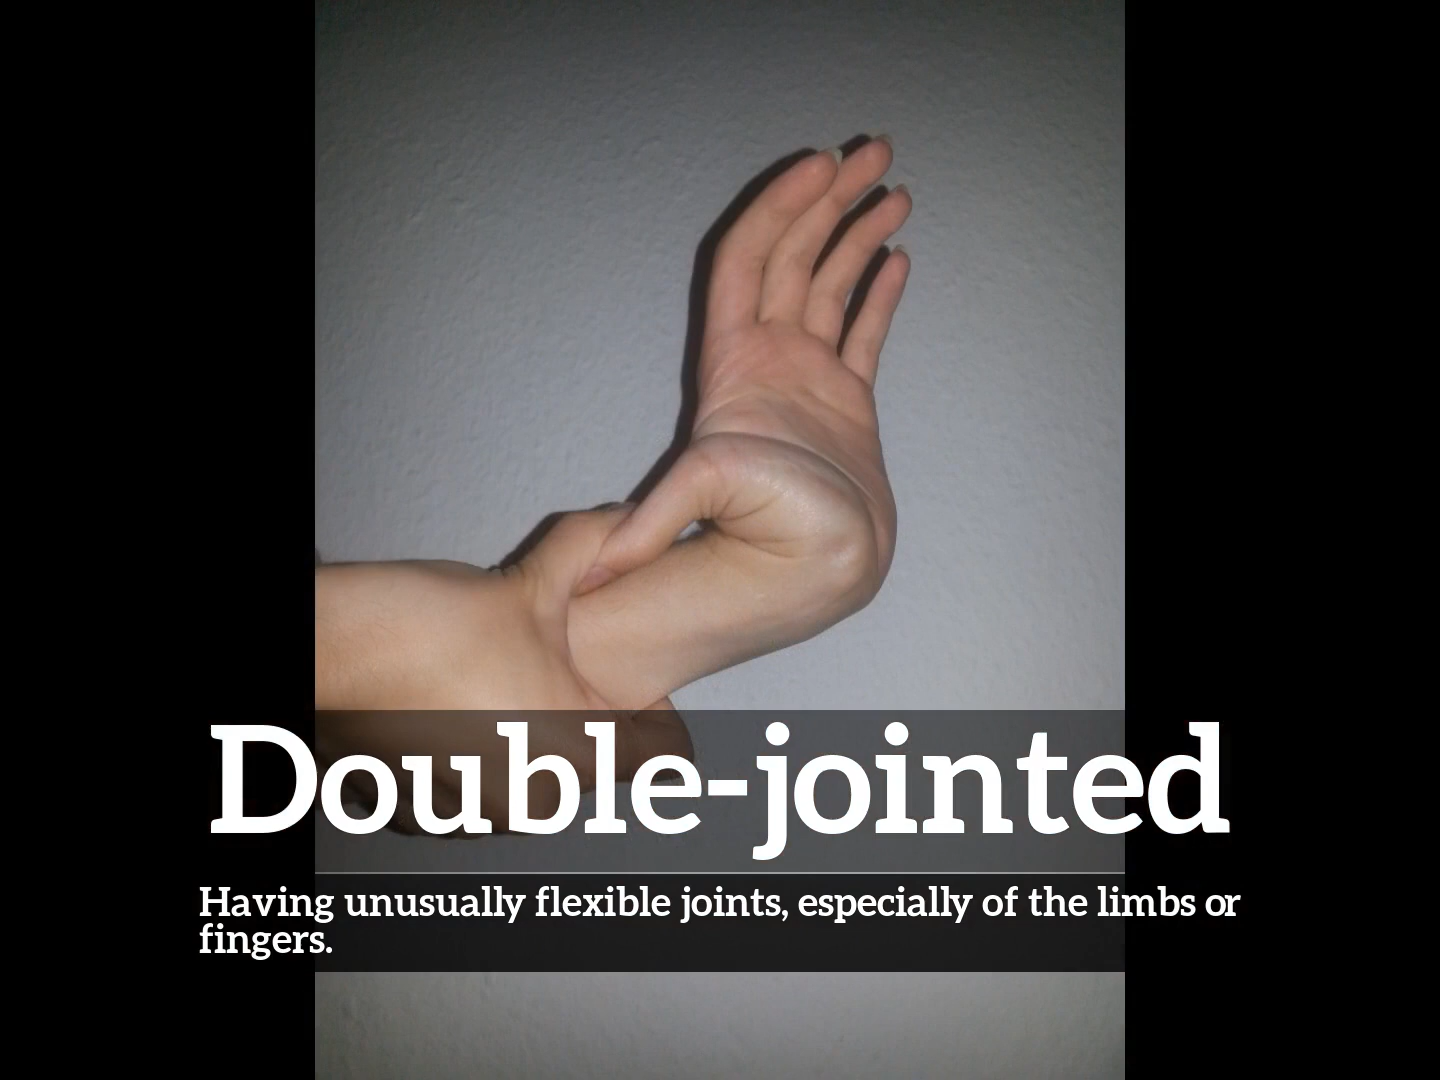 Double-jointed
Having unusually flexible joints, especially of the limbs or
fingers.